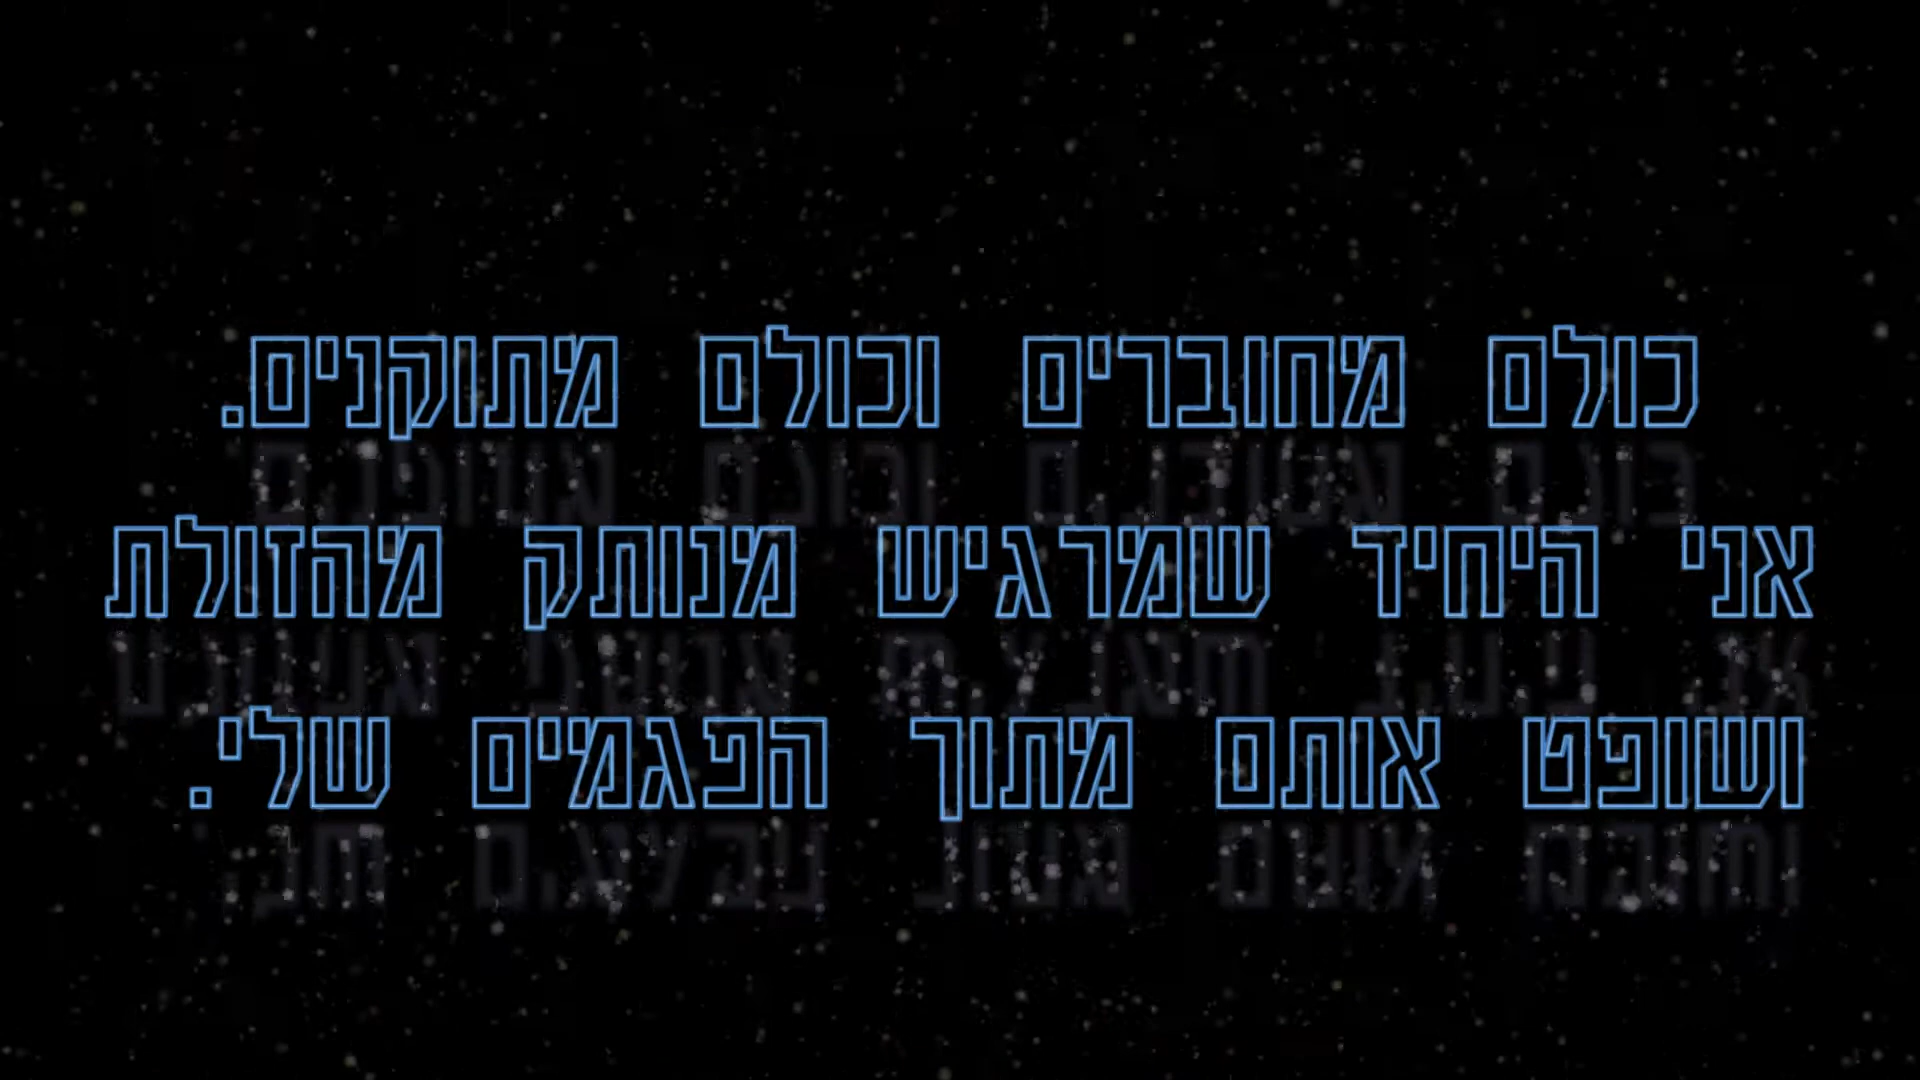 כולם מחוברים וכולם מתוקנים.
אני היחיד שמרגיש מנותק מהזולת
ושופט אותם מתוך הפגמים שלי.